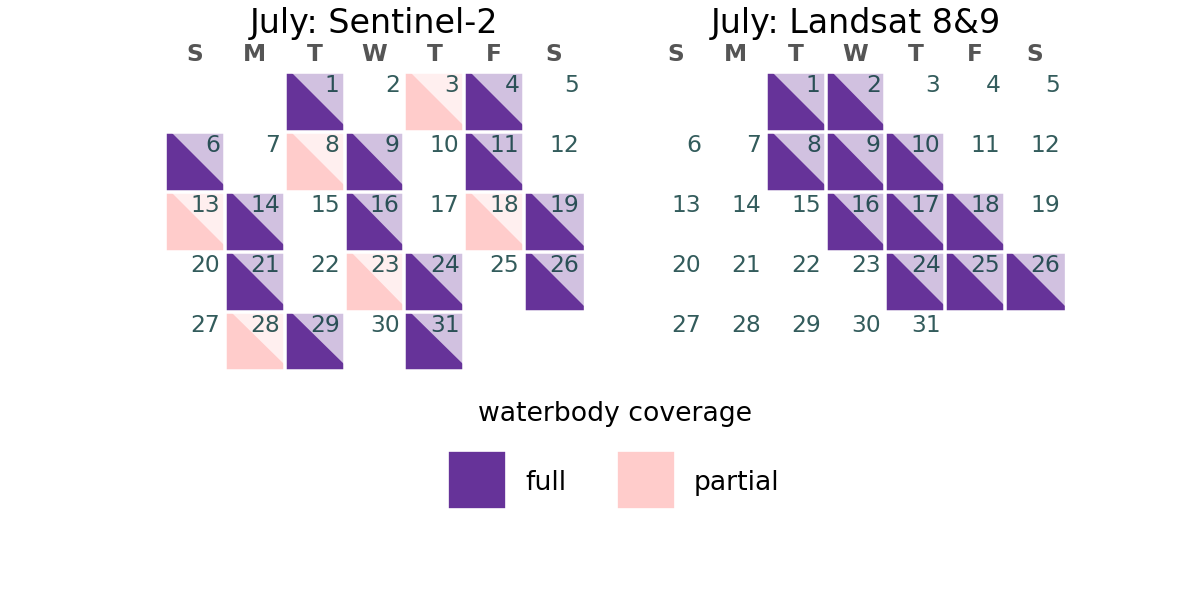 July: Sentinel-2
S M T W T F S
1 2 3 4 5
6 7 8 9 10 11 12
13 14 15 16 17 18 19
20 21 22 23 24 25 26
27 28 29 30 31
July: Landsat 8&9
S M T W T F S
1 2 3 4 5
6 7 8 9 10 11 12
13 14 15 16 17 18 19
20 21 22 23 24 25 26
27 28 29 30 31
waterbody coverage
full partial